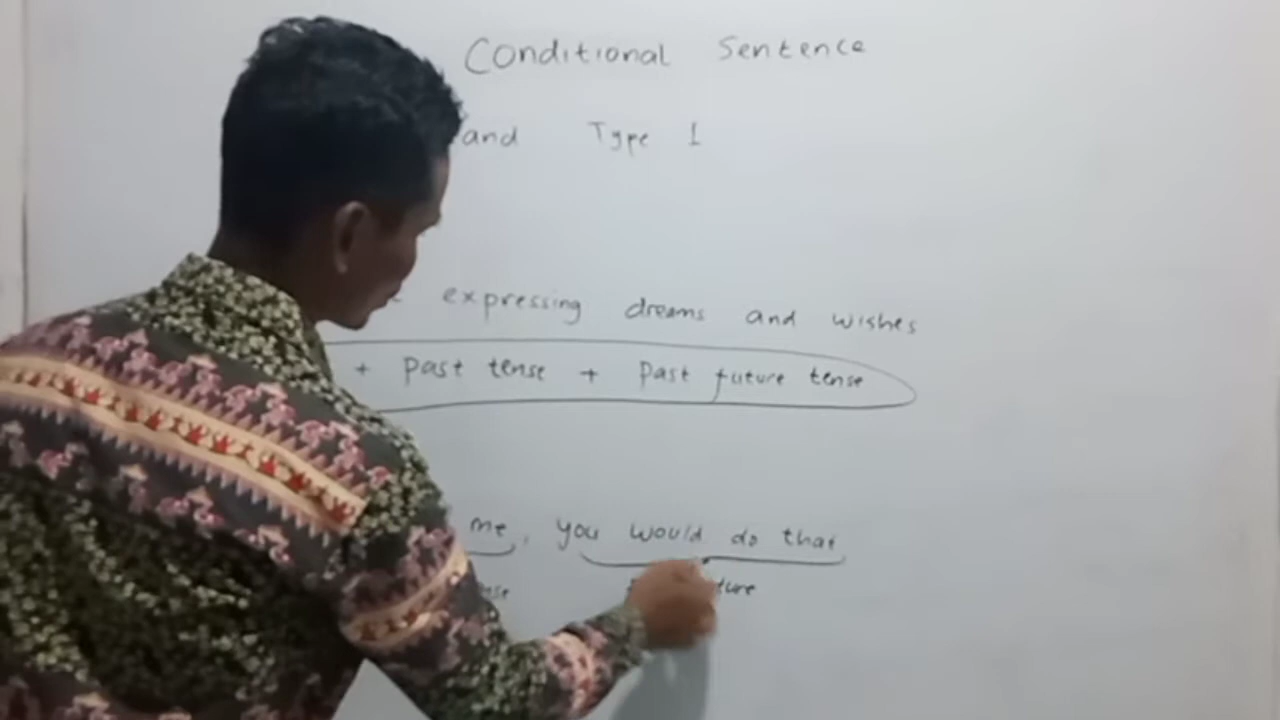 Conditional Sentence
and Type 1
expressing dreams and wishes
+ past tense + past future tense
me, you would do that